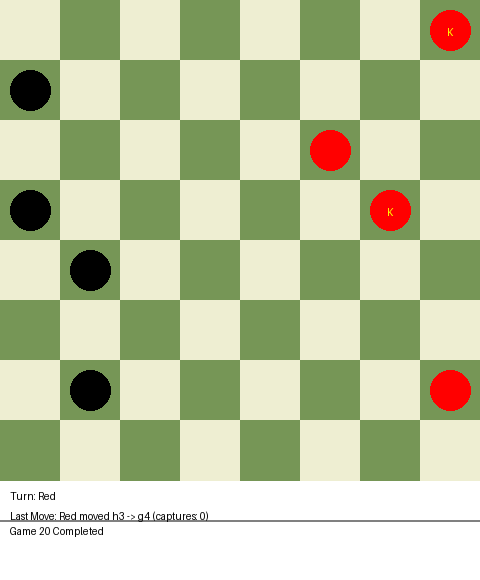 K
K
Turn: Red
Last Move: Red moved h3 -> g4 (captures: 0)
Game 20 Completed